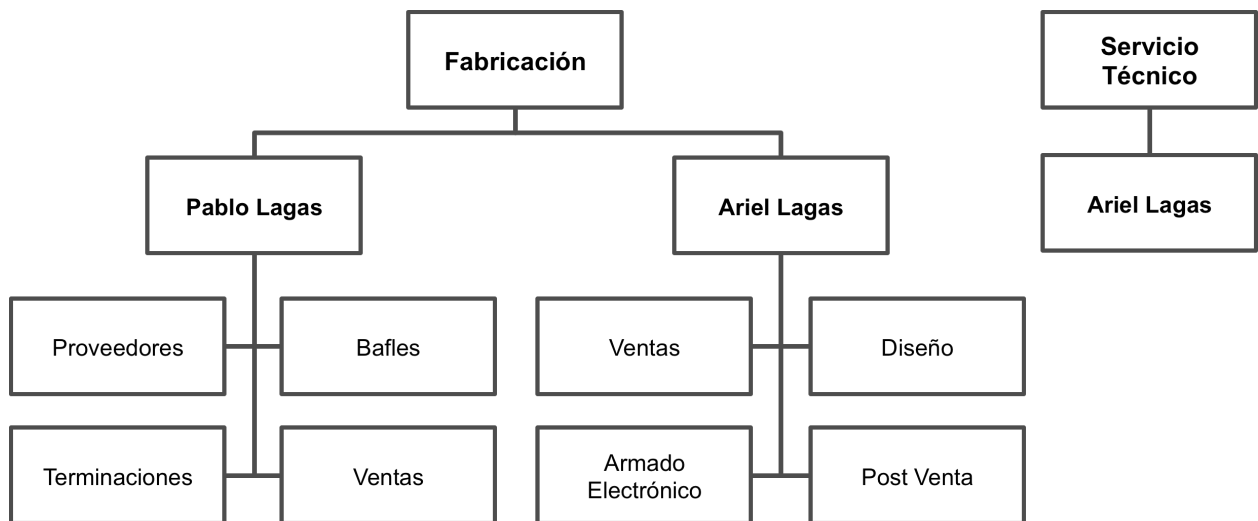 Fabricación
Servicio
Técnico
Pablo Lagas
Ariel Lagas
Ariel Lagas
Proveedores
Bafles
Ventas
Diseño
Terminaciones
Ventas
Armado
Electrónico
Post Venta